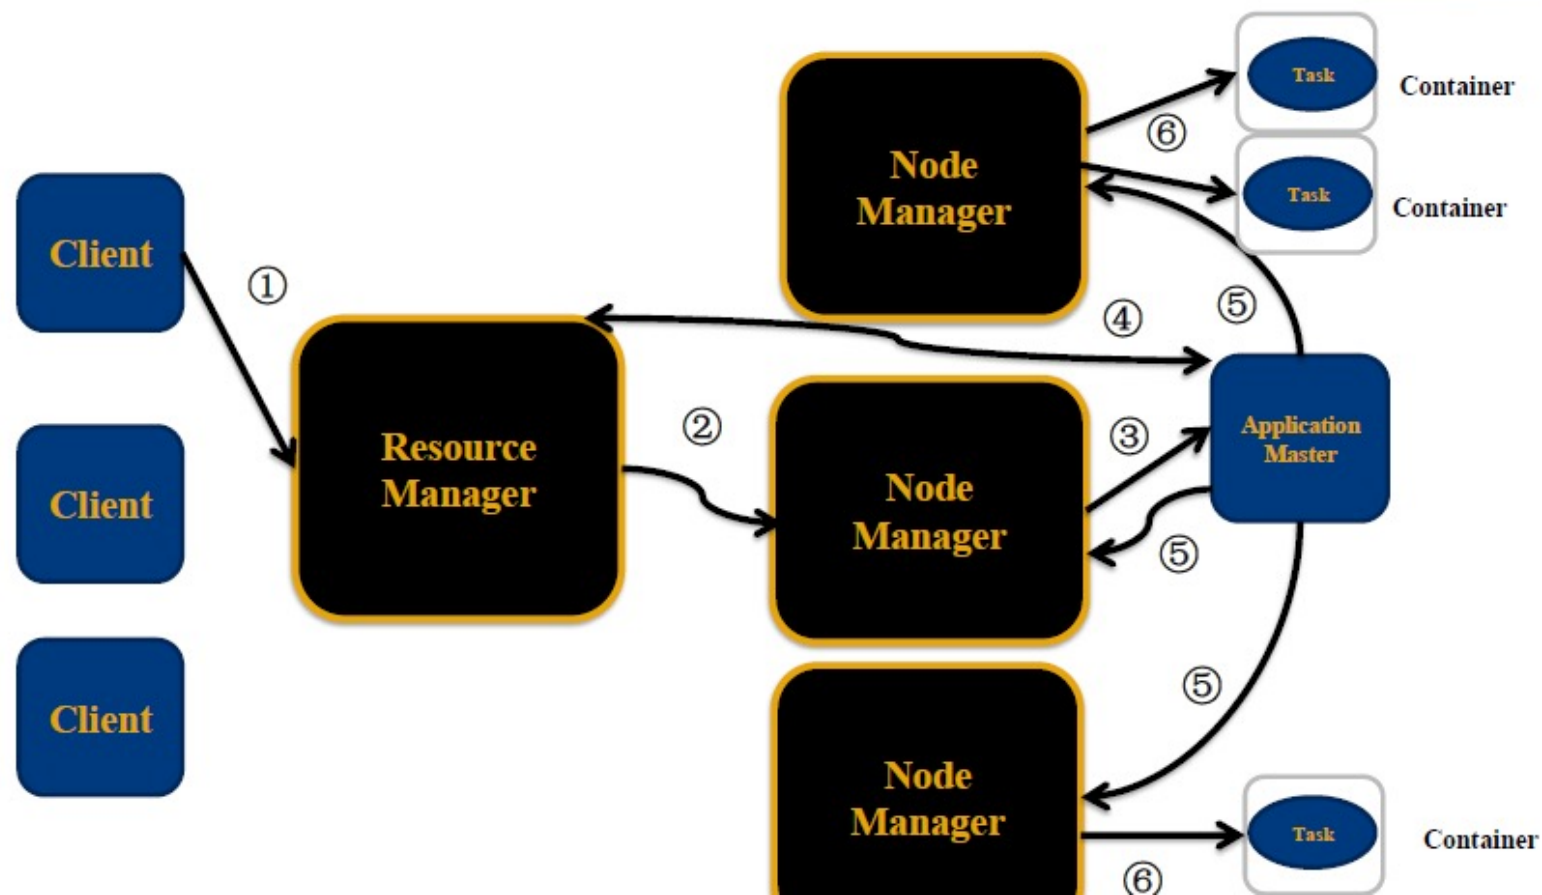 Client
Client
Client
①
Resource
Manager
②
Node
Manager
Node
Manager
Node
Manager
③
④
⑤
⑤
⑤
⑥
⑥
Application
Master
Task
Container
Task
Container
Task
Container